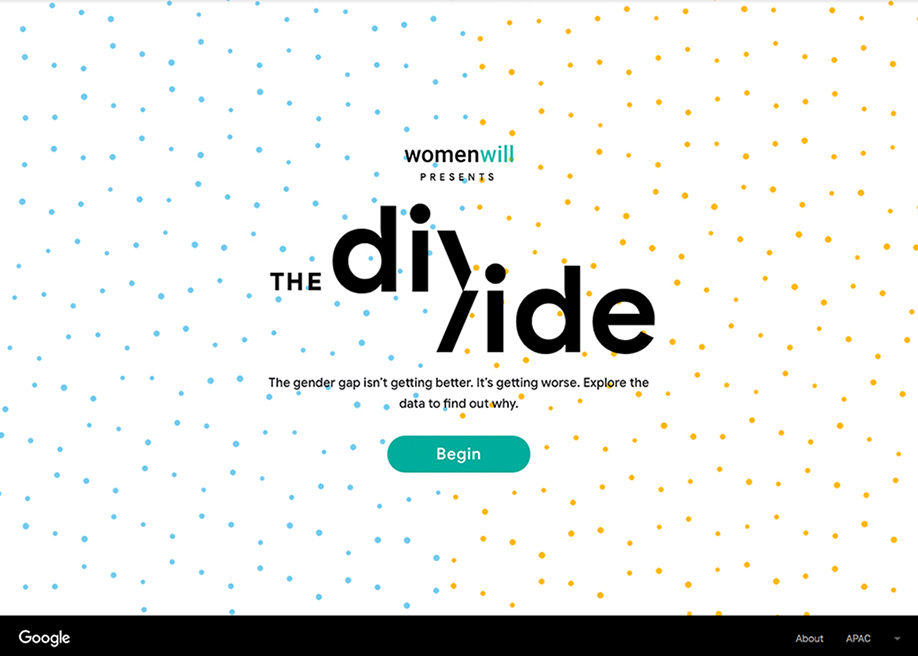 womenwill
PRESENTS
THE divide
The gender gap isn't getting better. It's getting worse. Explore the
data to find out why.
Begin
Google
About APAC